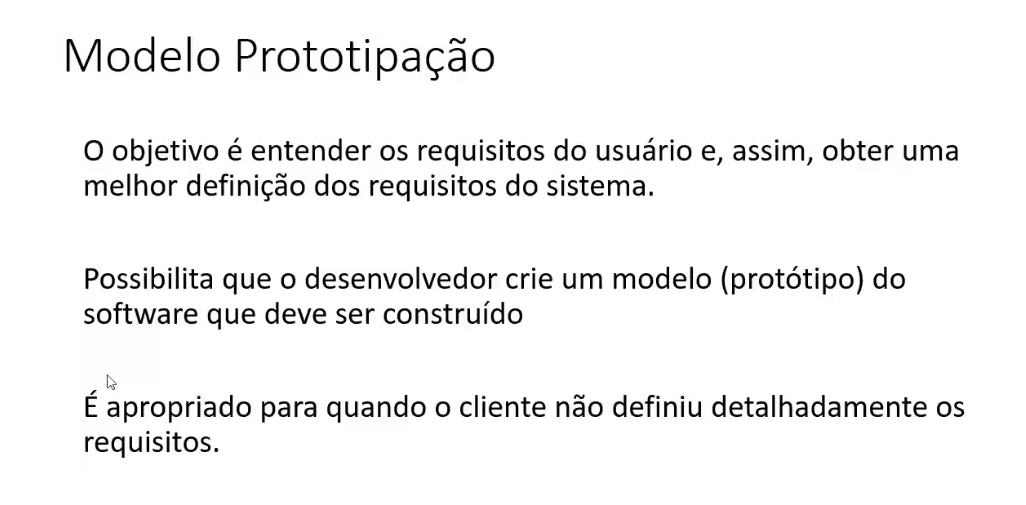 Modelo Prototipação
O objetivo é entender os requisitos do usuário e, assim, obter uma
melhor definição dos requisitos do sistema.
Possibilita que o desenvolvedor crie um modelo (protótipo) do
software que deve ser construído
É apropriado para quando o cliente não definiu detalhadamente os
requisitos.